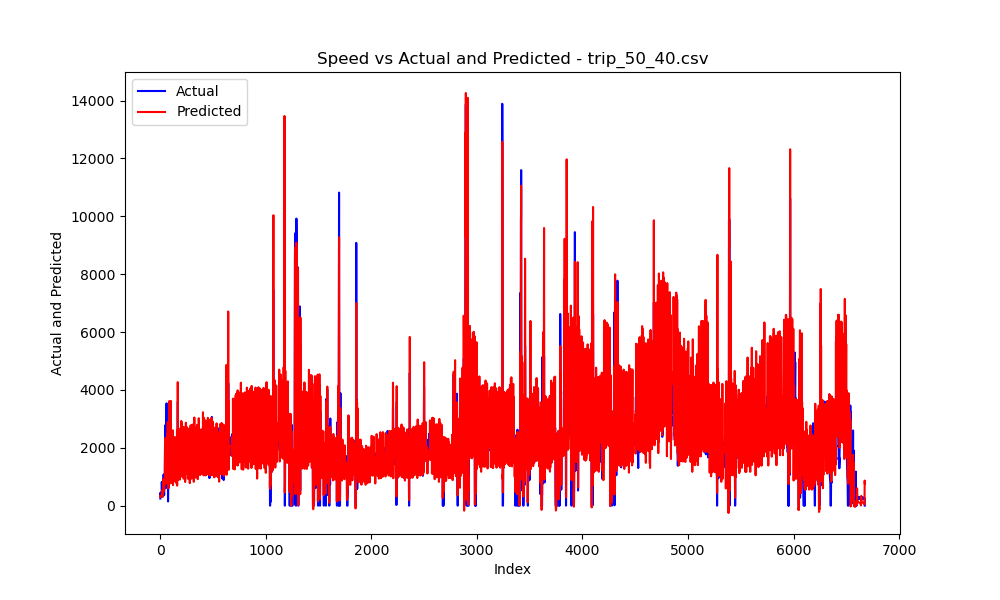 Speed vs Actual and Predicted - trip_50_40.csv
Actual
Predicted
14000
12000
10000
8000
6000
4000
2000
0
Actual and Predicted
0 1000 2000 3000 4000 5000 6000 7000
Index